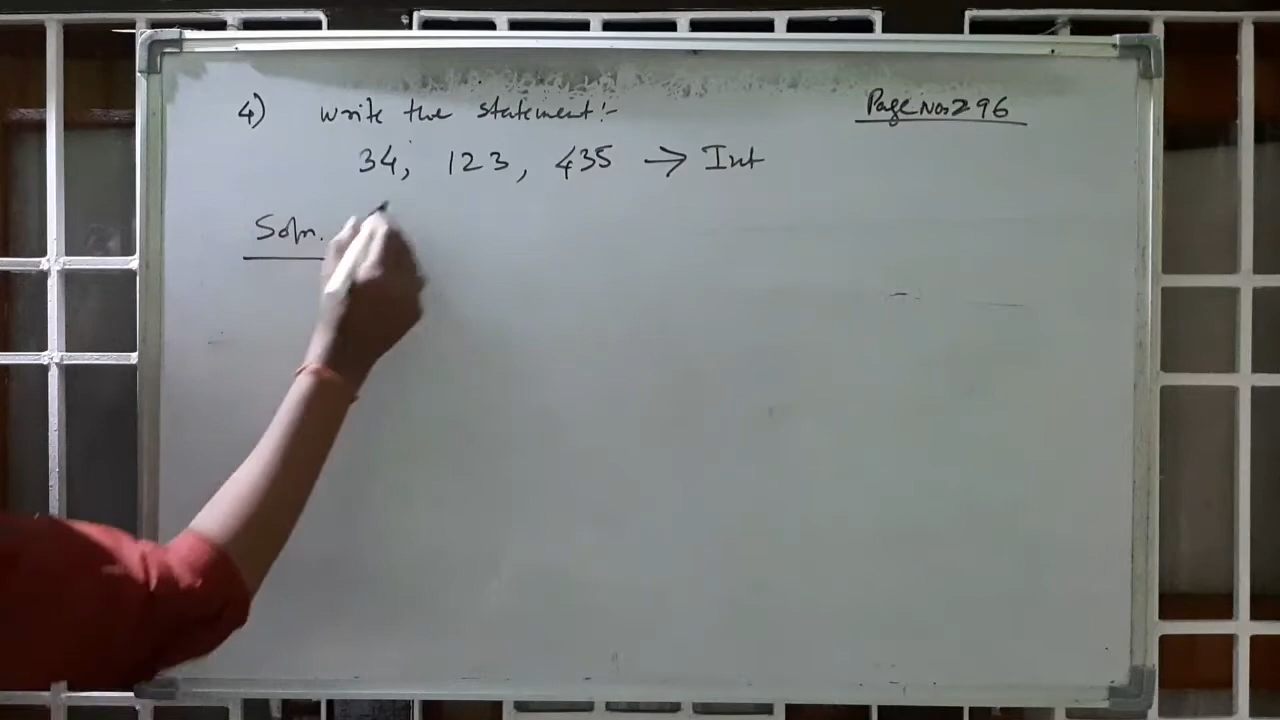 4) Write the statement:- Page No. 296
34, 123, 435 → Int
Soln.